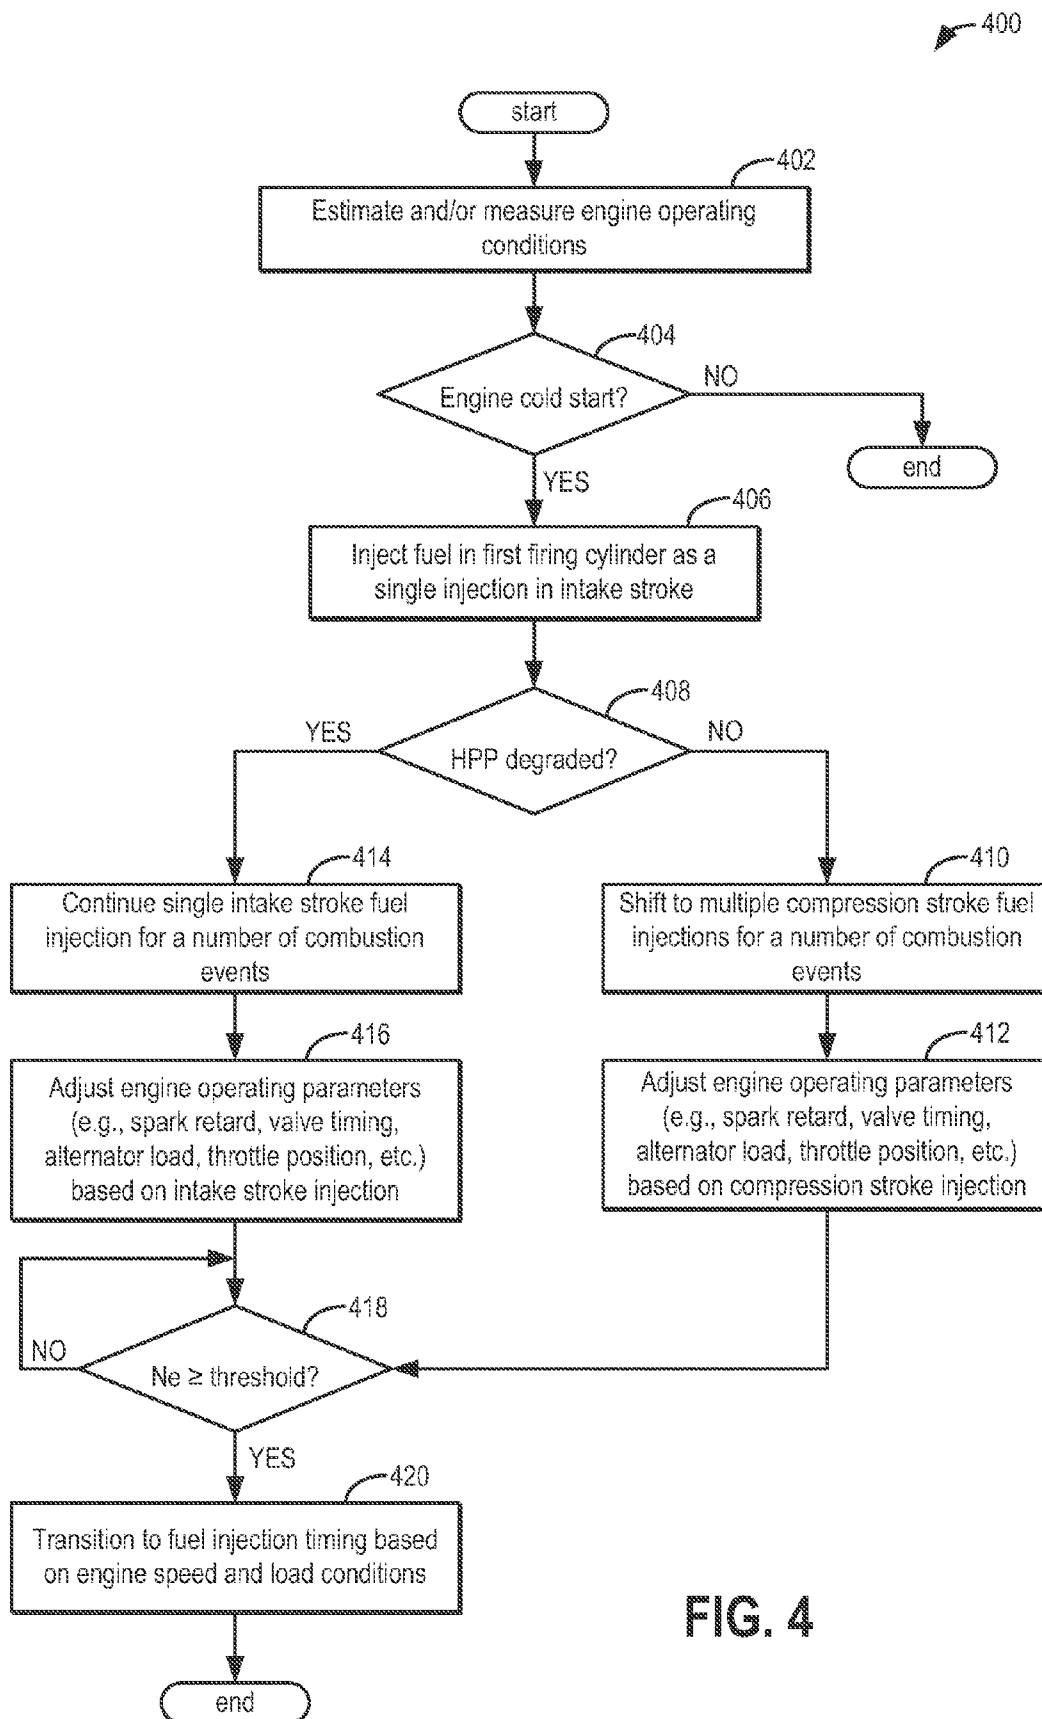 400
start
402
Estimate and/or measure engine operating
conditions
404
Engine cold start?
NO
end
YES
406
Inject fuel in first firing cylinder as a
single injection in intake stroke
408
YES
NO
HPP degraded?
414
Continue single intake stroke fuel
injection for a number of combustion
events
410
Shift to multiple compression stroke fuel
injections for a number of combustion
events
416
Adjust engine operating parameters
(e.g., spark retard, valve timing,
alternator load, throttle position, etc.)
based on intake stroke injection
412
Adjust engine operating parameters
(e.g., spark retard, valve timing,
alternator load, throttle position, etc.)
based on compression stroke injection
418
NO
Ne ≥ threshold?
YES
420
Transition to fuel injection timing based
on engine speed and load conditions
FIG. 4
end